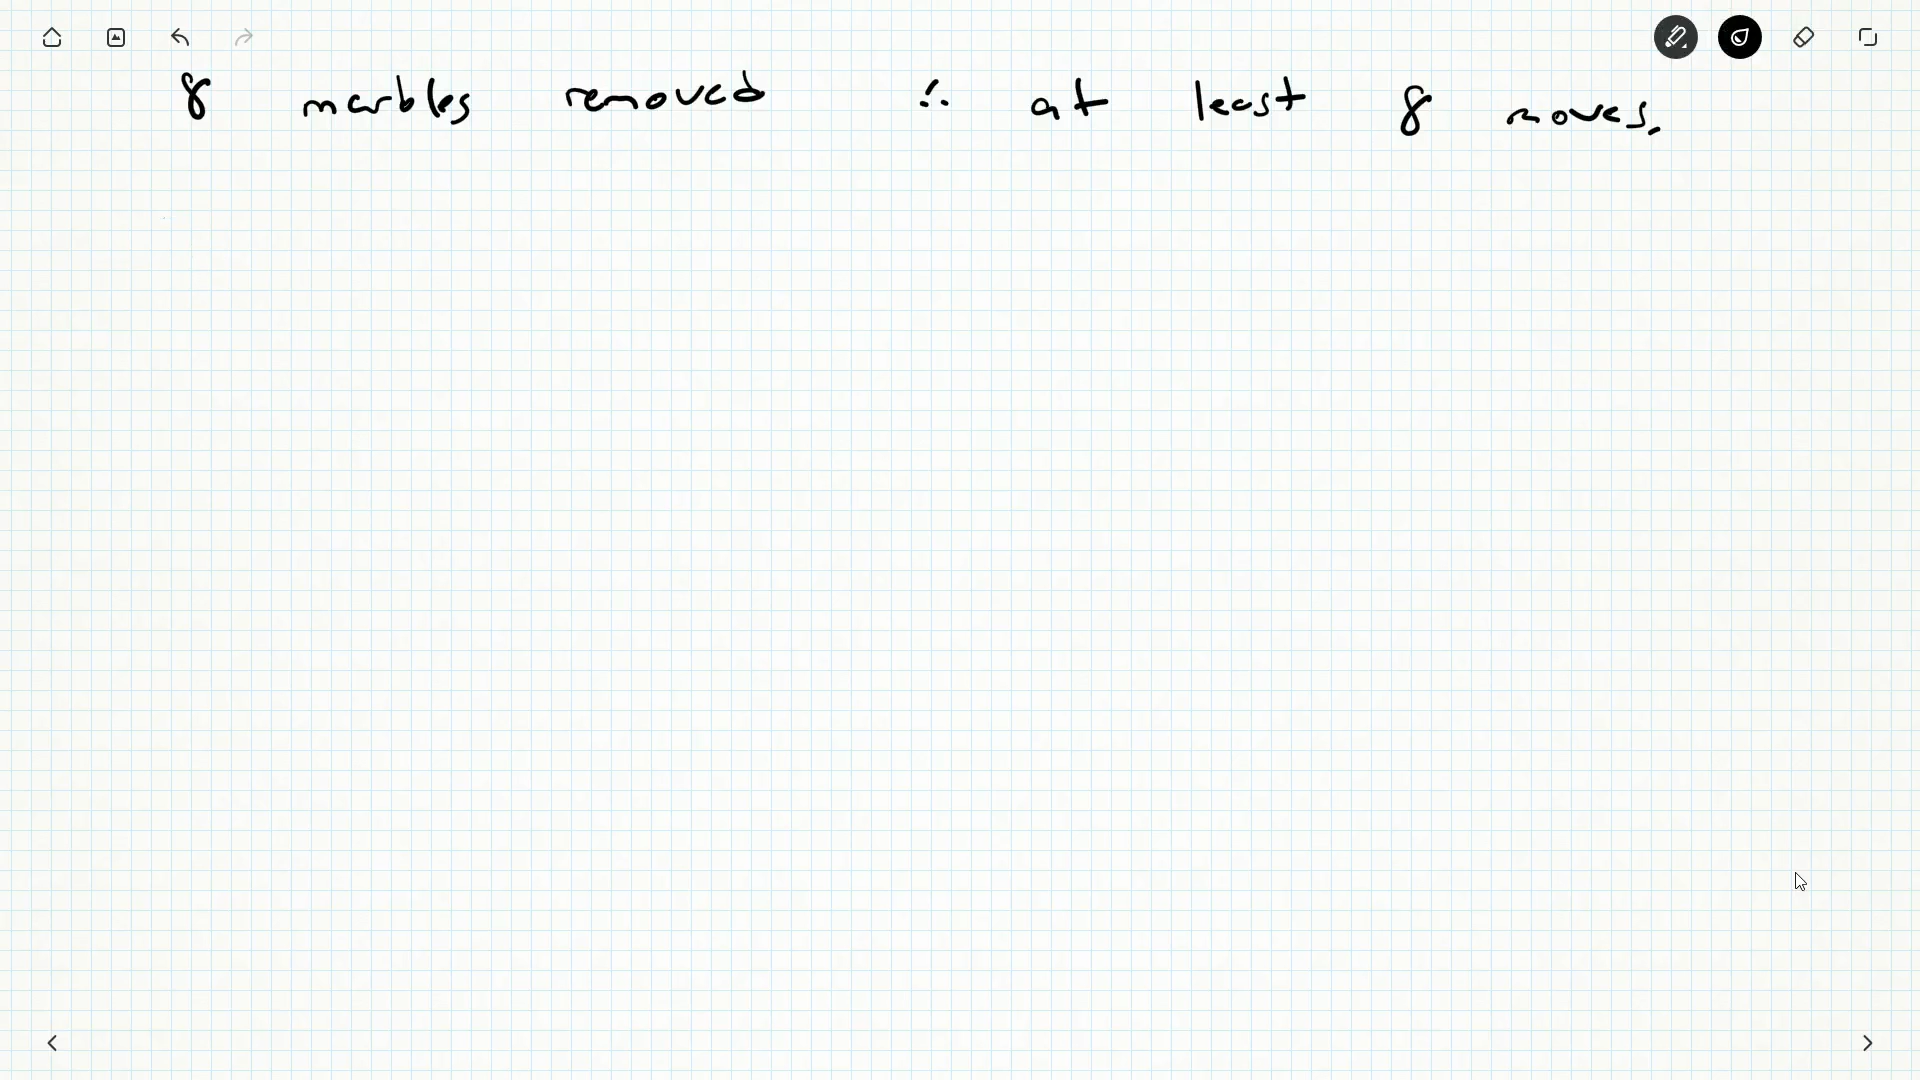 8 marbles removed ∴ at least 8 moves.